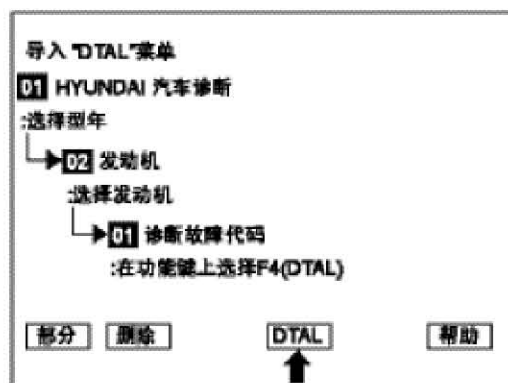 导入"DTAL"菜单
01 HYUNDAI 汽车诊断
:选择型年
02 发动机
:选择发动机
01 诊断故障代码
:在功能键上选择F4(DTAL)
部分 删除 DTAL 帮助